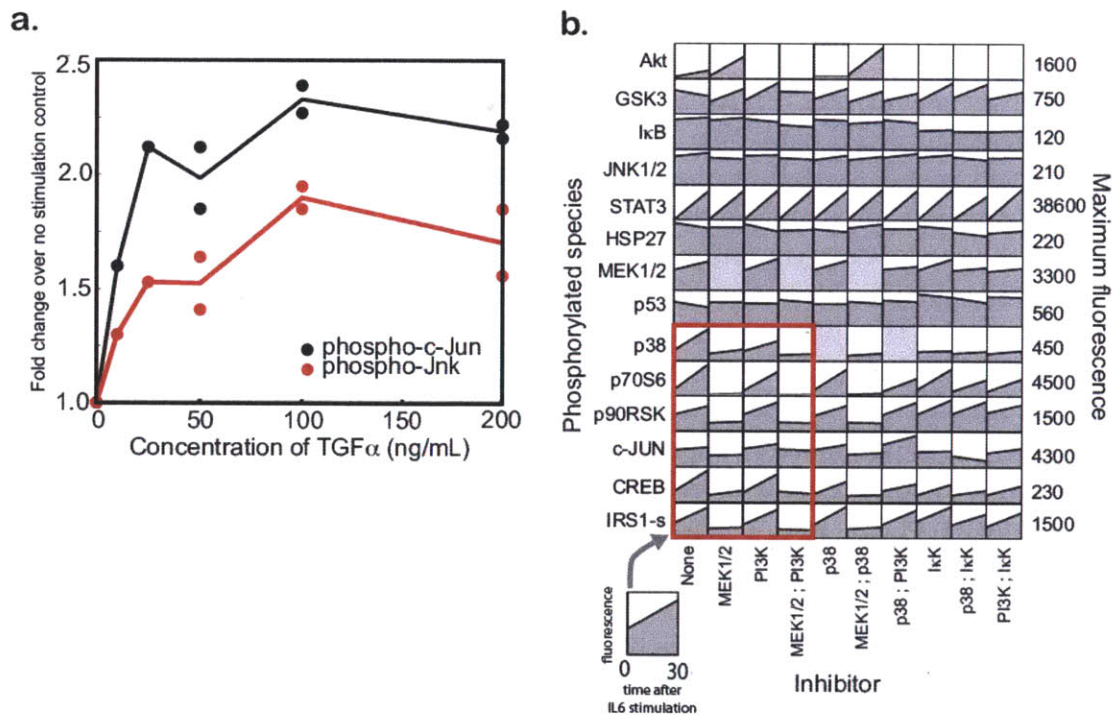 a.
Fold change over no stimulation control
2.5
2.0
1.5
1.0
0
50
100
150
200
phospho-c-Jun
phospho-Jnk
Concentration of TGFα (ng/mL)
b.
Phosphorylated species
Akt 1600
GSK3 750
IκB 120
JNK1/2 210
STAT3 38600
HSP27 220
MEK1/2 3300
p53 560
p38 450
p70S6 4500
p90RSK 1500
c-JUN 4300
CREB 230
IRS1-s 1500
Maximum fluorescence
None
MEK1/2
PI3K
MEK1/2 ; PI3K
p38
MEK1/2 ; p38
p38 ; PI3K
IκK
p38 ; IκK
PI3K ; IκK
Inhibitor
fluorescence
0 30
time after
IL6 stimulation